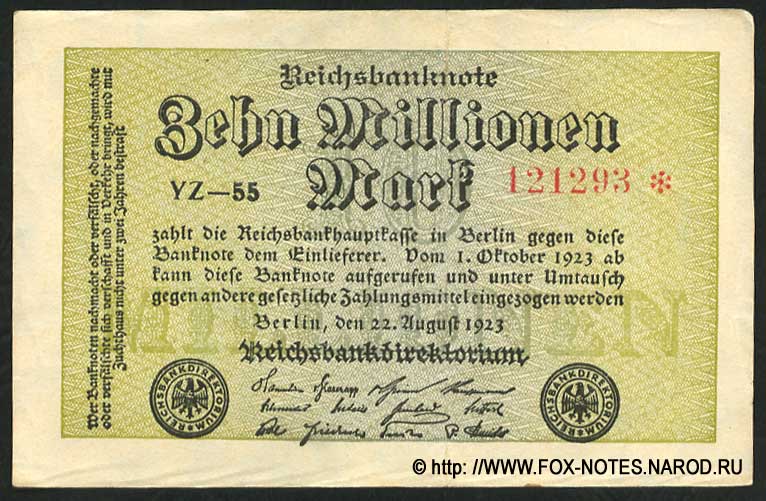 Reichsbanknote
Zehn Millionen
Mark
YZ—55
121293 *
zahlt die Reichsbankhauptkasse in Berlin gegen diese
Banknote dem Einlieferer. Vom 1. Oktober 1923 ab
kann diese Banknote aufgerufen und unter Umtausch
gegen andere gesetzliche Zahlungsmittel eingezogen werden
Berlin, den 22. August 1923
Reichsbankdirektorium
REICHSBANKDIREKTORIUM
REICHSBANKDIREKTORIUM
Wer Banknoten nachmacht oder verfälscht, oder nachgemachte
oder verfälschte sich verschafft und in Verkehr bringt, wird mit
Zuchthaus nicht unter zwei Jahren bestraft
© http: //WWW.FOX-NOTES.NAROD.RU